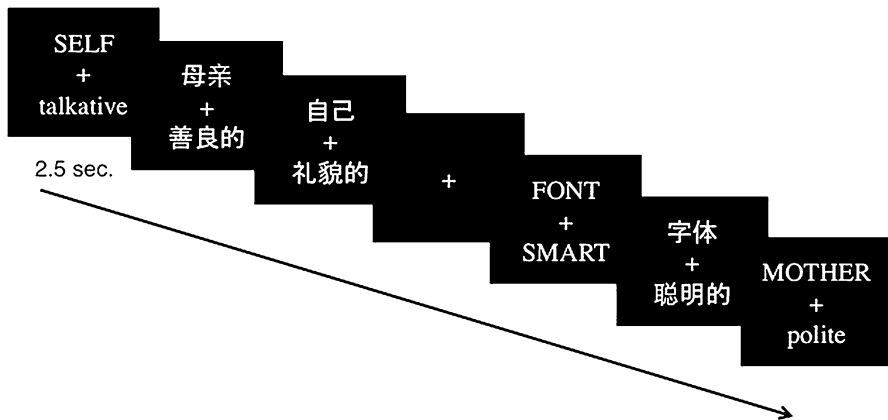 SELF
+
talkative
母亲
+
善良的
自己
+
礼貌的
+
FONT
+
SMART
字体
+
聪明的
MOTHER
+
polite
2.5 sec.